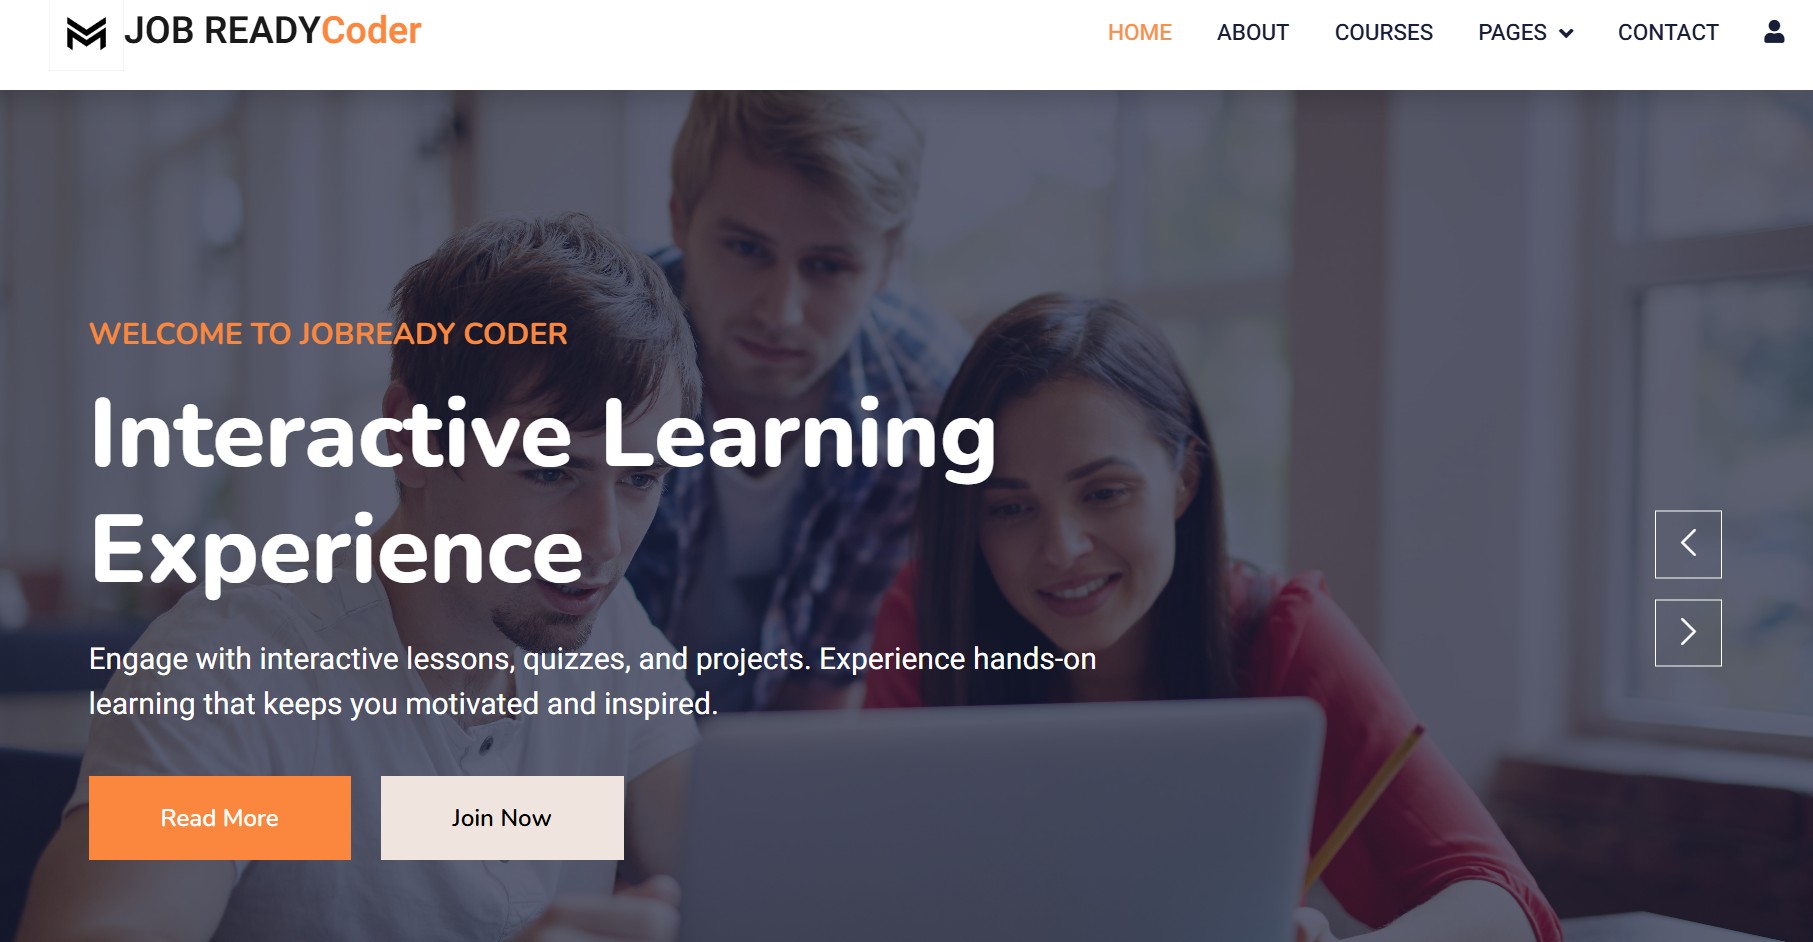 JOB READYCoder
HOME ABOUT COURSES PAGES CONTACT
WELCOME TO JOBREADY CODER
Interactive Learning
Experience
Engage with interactive lessons, quizzes, and projects. Experience hands-on
learning that keeps you motivated and inspired.
Read More Join Now